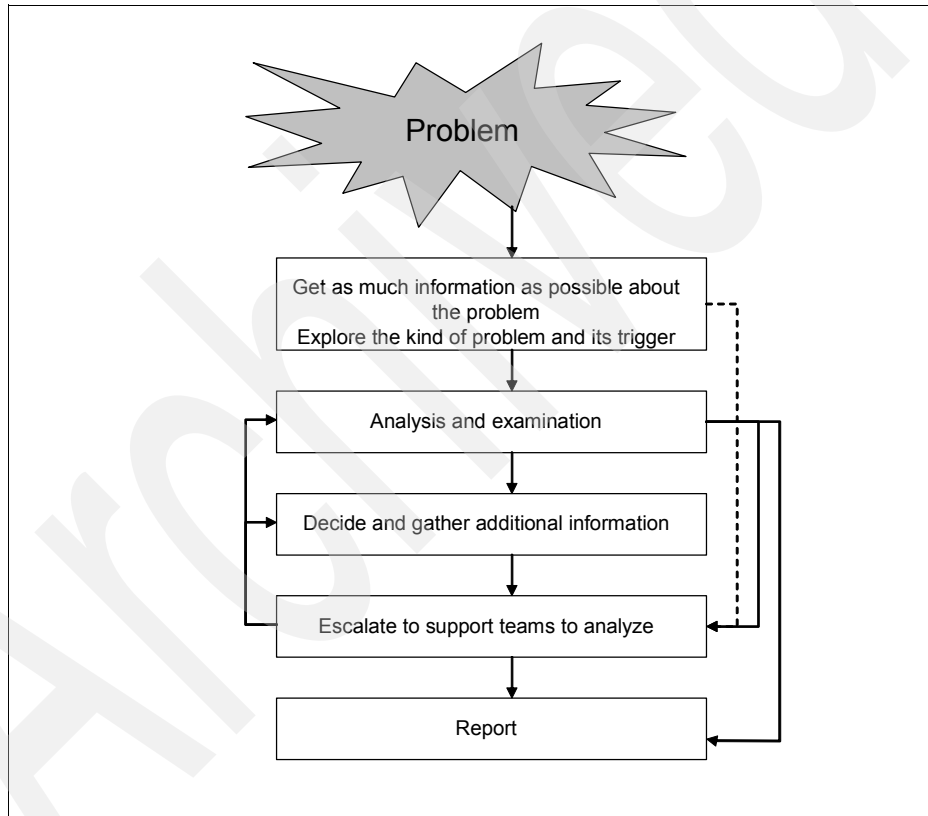 Problem
Get as much information as possible about
the problem
Explore the kind of problem and its trigger
Analysis and examination
Decide and gather additional information
Escalate to support teams to analyze
Report
Archived